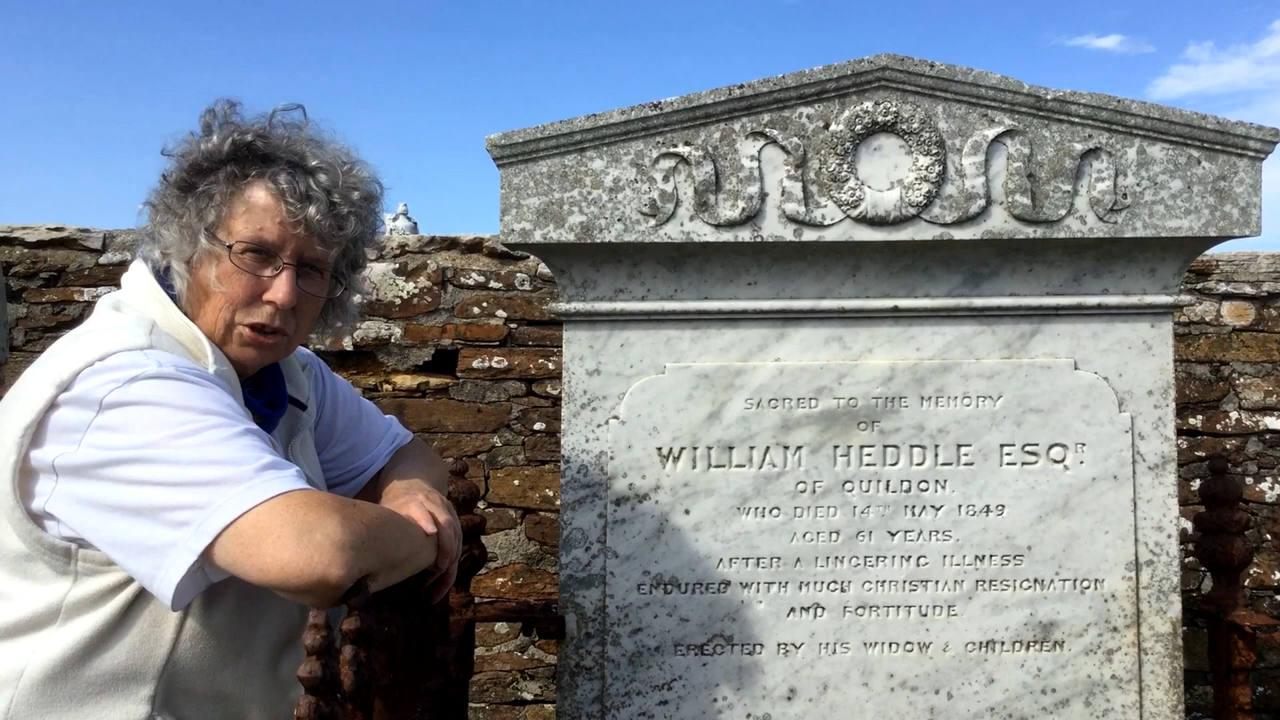 SACRED TO THE MEMORY
OF
WILLIAM HEDDLE ESQR.
OF QUILDON.
WHO DIED 14TH MAY 1849
AGED 61 YEARS.
AFTER A LINGERING ILLNESS
ENDURED WITH MUCH CHRISTIAN RESIGNATION
AND FORTITUDE.
ERECTED BY HIS WIDOW & CHILDREN.